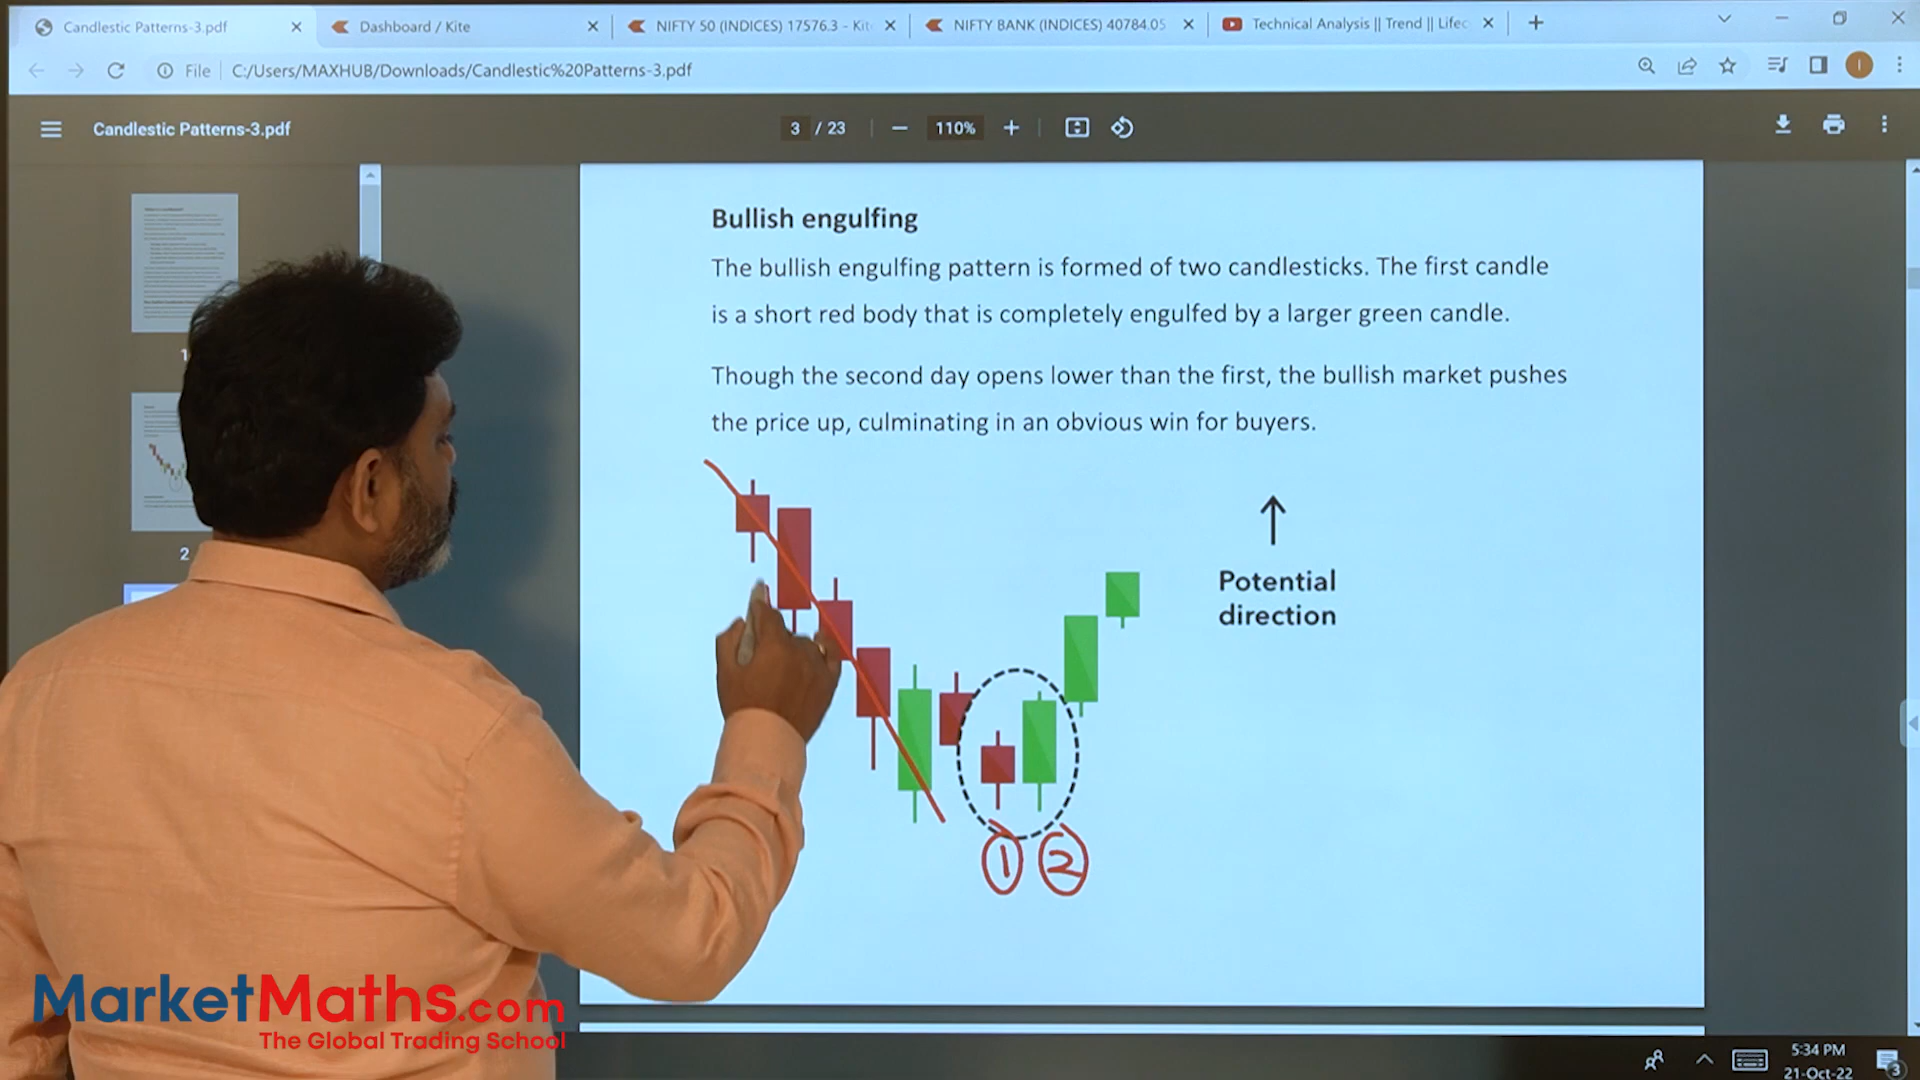 Candlestic Patterns-3.pdf
Dashboard / Kite
NIFTY 50 (INDICES) 17576.3 - Kit
NIFTY BANK (INDICES) 40784.05
Technical Analysis || Trend || Lifec
File
C:/Users/MAXHUB/Downloads/Candlestic%20Patterns-3.pdf
I
Candlestic Patterns-3.pdf
3 / 23
110%
Bullish engulfing
The bullish engulfing pattern is formed of two candlesticks. The first candle
is a short red body that is completely engulfed by a larger green candle.
Though the second day opens lower than the first, the bullish market pushes
the price up, culminating in an obvious win for buyers.
1
2
Potential
direction
1 2
MarketMaths.com
The Global Trading School
5:34 PM
21-Oct-22
3